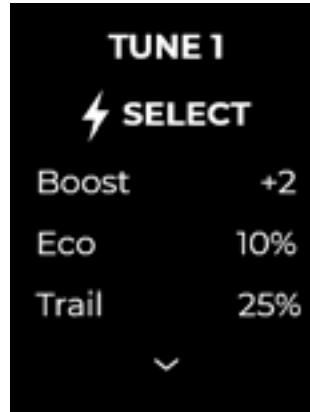 TUNE 1
SELECT
Boost +2
Eco 10%
Trail 25%